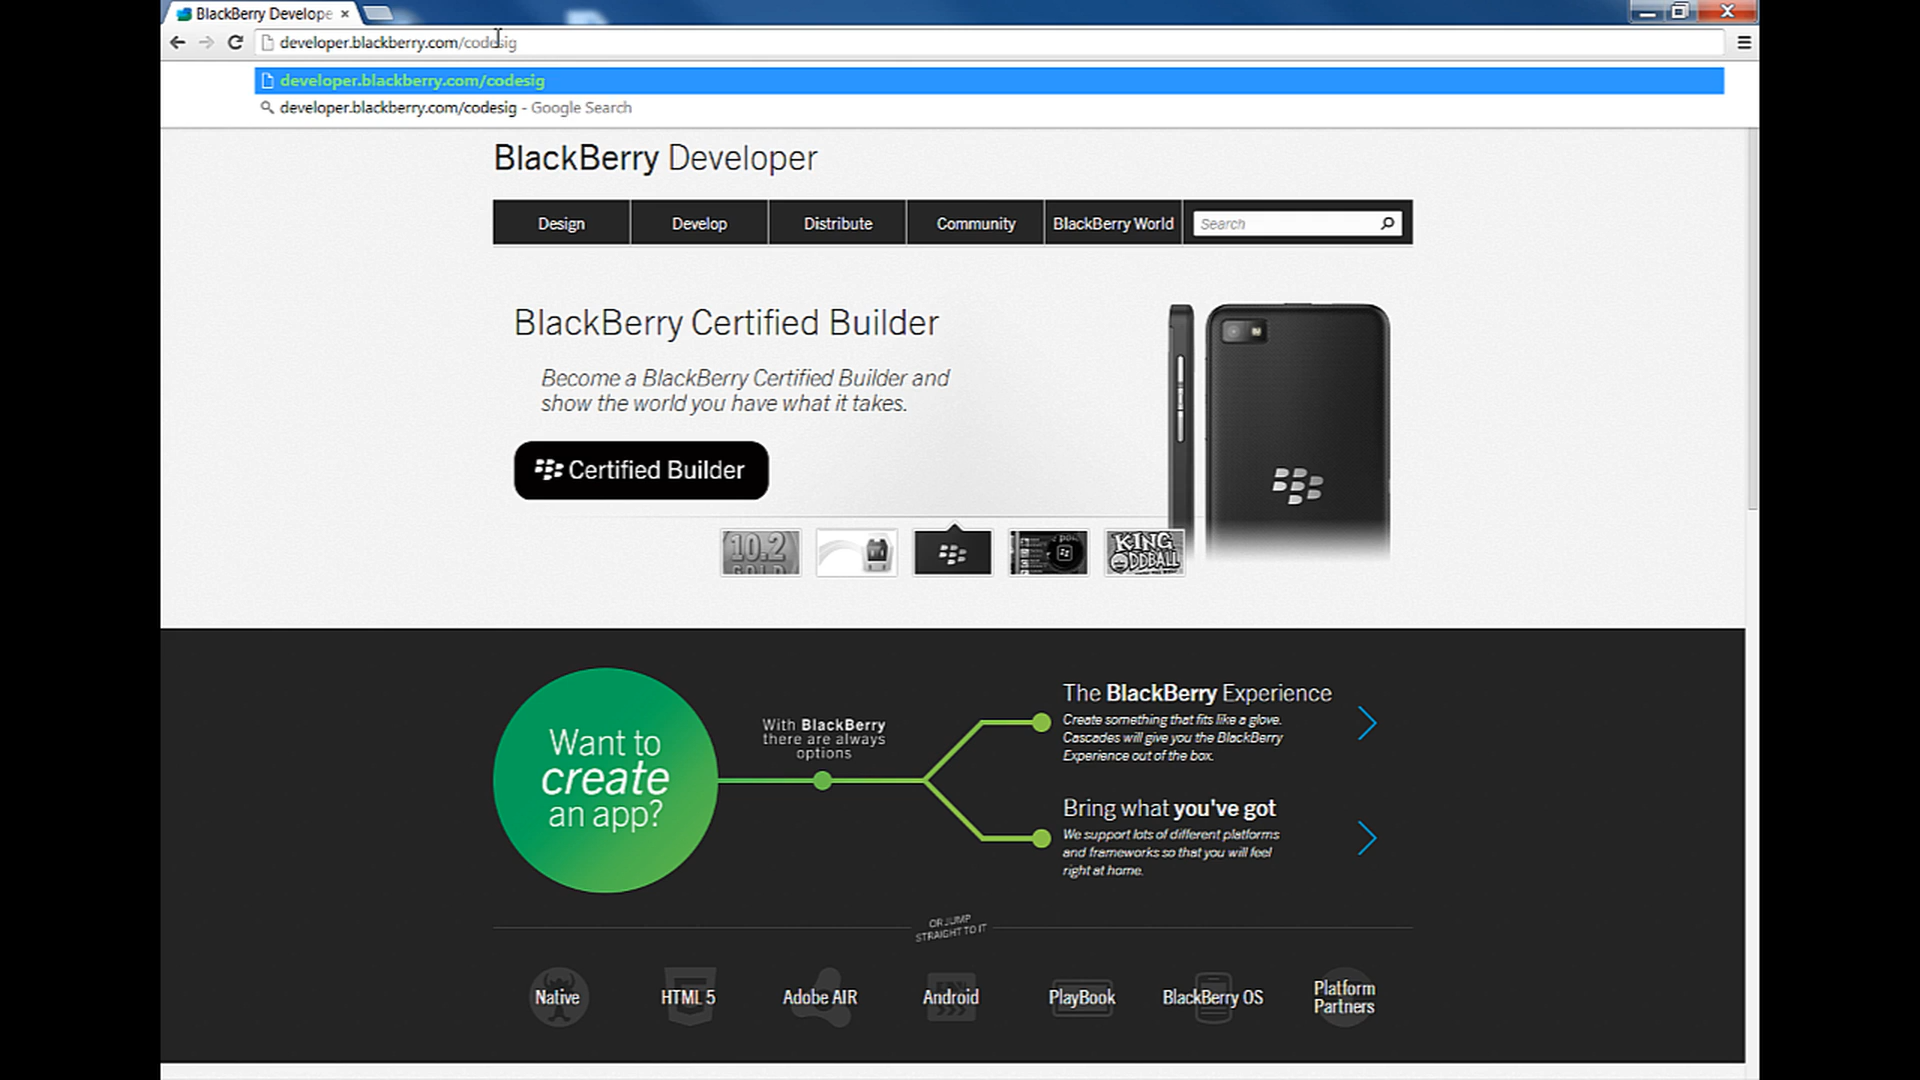 BlackBerry Develope
developer.blackberry.com/codesig
developer.blackberry.com/codesig
developer.blackberry.com/codesig - Google Search
BlackBerry Developer
Design Develop Distribute Community BlackBerry World Search
BlackBerry Certified Builder
Become a BlackBerry Certified Builder and
show the world you have what it takes.
Certified Builder
10.2
GOLD
KING
ODDBALL
Want to
create
an app?
With BlackBerry
there are always
options
The BlackBerry Experience
Create something that fits like a glove.
Cascades will give you the BlackBerry
Experience out of the box.
Bring what you've got
We support lots of different platforms
and frameworks so that you will feel
right at home.
OR JUMP
STRAIGHT TO IT
Native HTML 5 Adobe AIR Android PlayBook BlackBerry OS Platform
Partners